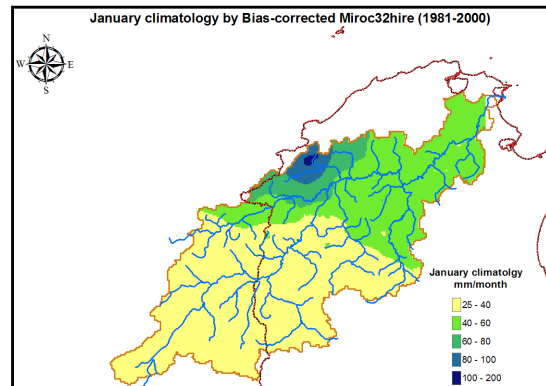 January climatology by Bias-corrected Miroc32hire (1981-2000)
N
W E
S
January climatolgy
mm/month
25 - 40
40 - 60
60 - 80
80 - 100
100 - 200